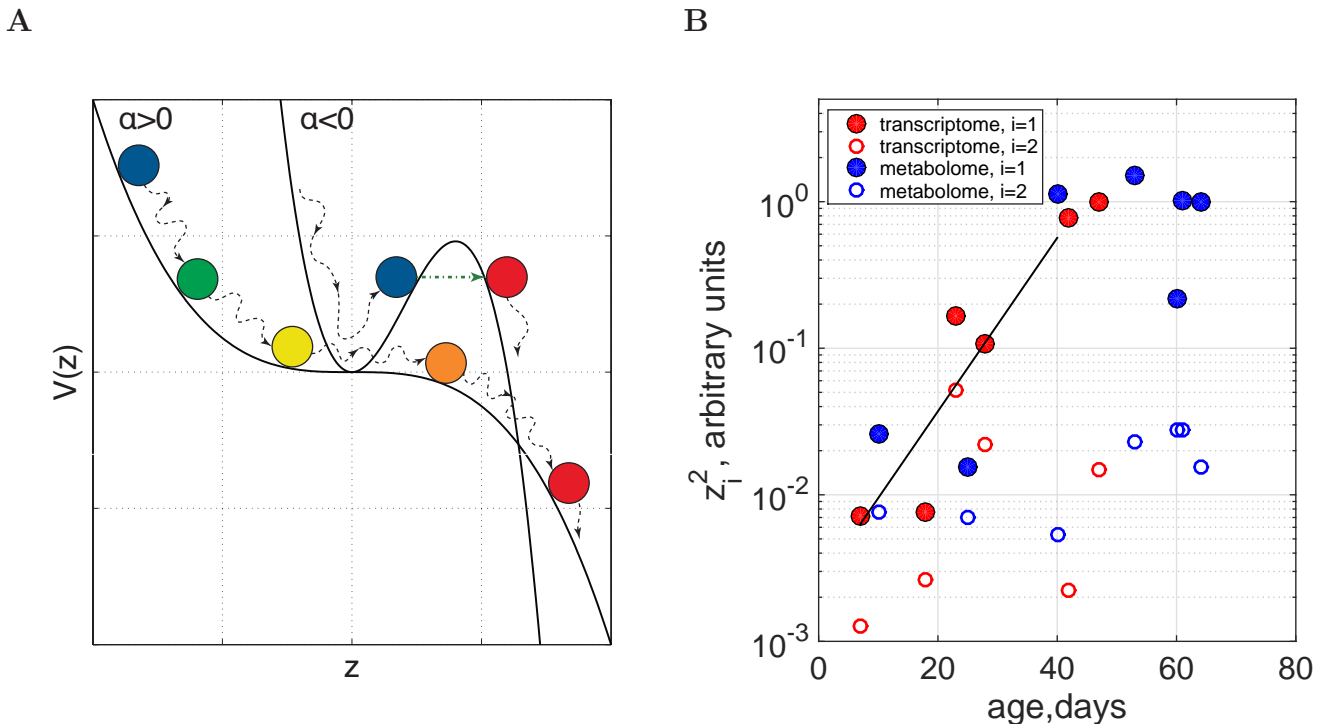 A
α>0
α<0
V(z)
z
B
transcriptome, i=1
transcriptome, i=2
metabolome, i=1
metabolome, i=2
10^0
10^-1
10^-2
10^-3
z_i^2, arbitrary units
0 20 40 60 80
age,days